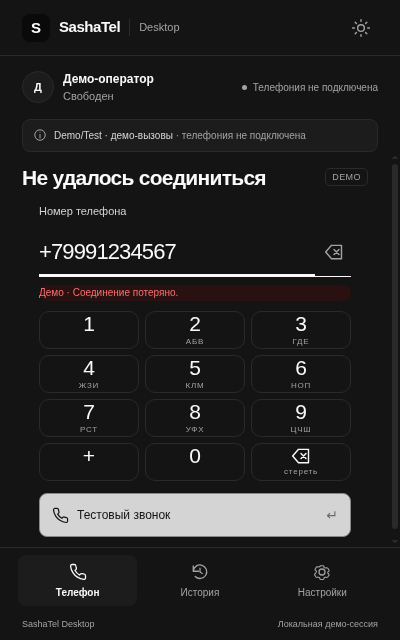 S SashaTel Desktop
Д Демо-оператор
Свободен
Телефония не подключена
Demo/Test · демо-вызовы · телефония не подключена
Не удалось соединиться
DEMO
Номер телефона
+79991234567
Демо · Соединение потеряно.
1 2 3
АБВ ГДЕ
4 5 6
ЖЗИ КЛМ НОП
7 8 9
РСТ УФХ ЦЧШ
+ 0
стереть
Тестовый звонок ↵
Телефон История Настройки
SashaTel Desktop Локальная демо-сессия